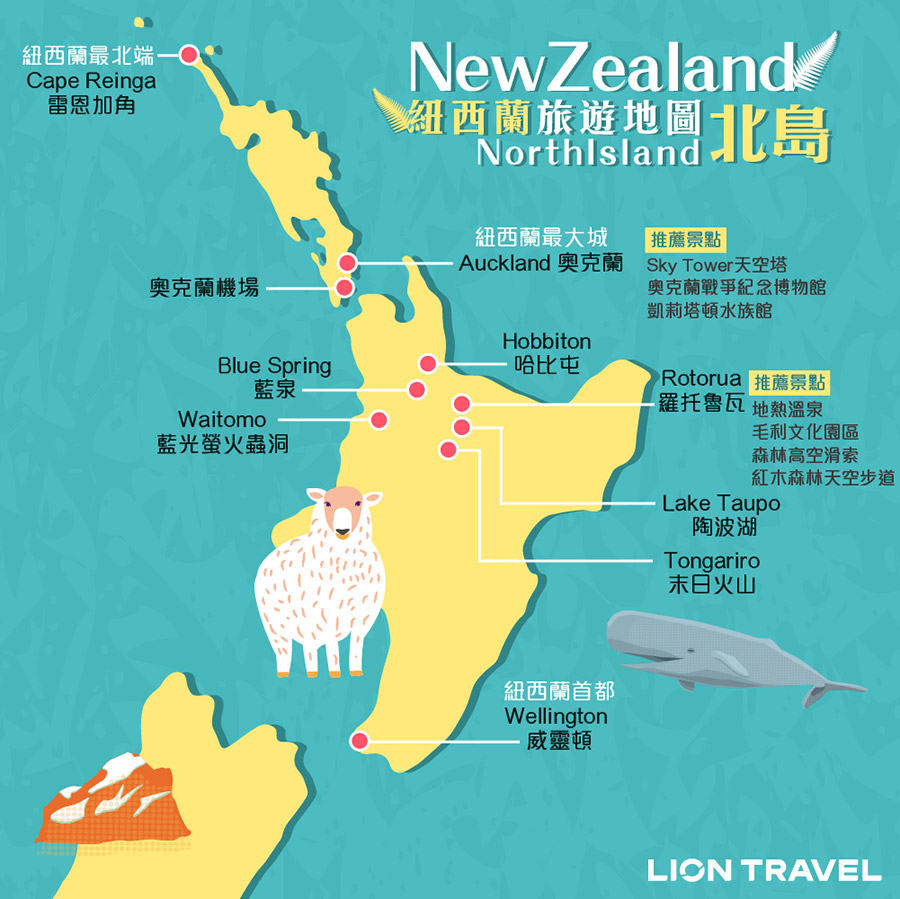 NewZealand
紐西蘭旅遊地圖
NorthIsland
北島
紐西蘭最北端
Cape Reinga
雷恩加角
紐西蘭最大城
Auckland 奧克蘭
推薦景點
Sky Tower天空塔
奧克蘭戰爭紀念博物館
凱莉塔頓水族館
奧克蘭機場
Hobbiton
哈比屯
Blue Spring
藍泉
Rotorua
羅托魯瓦
推薦景點
地熱溫泉
毛利文化園區
森林高空滑索
紅木森林天空步道
Waitomo
藍光螢火蟲洞
Lake Taupo
陶波湖
Tongariro
末日火山
紐西蘭首都
Wellington
威靈頓
LION TRAVEL